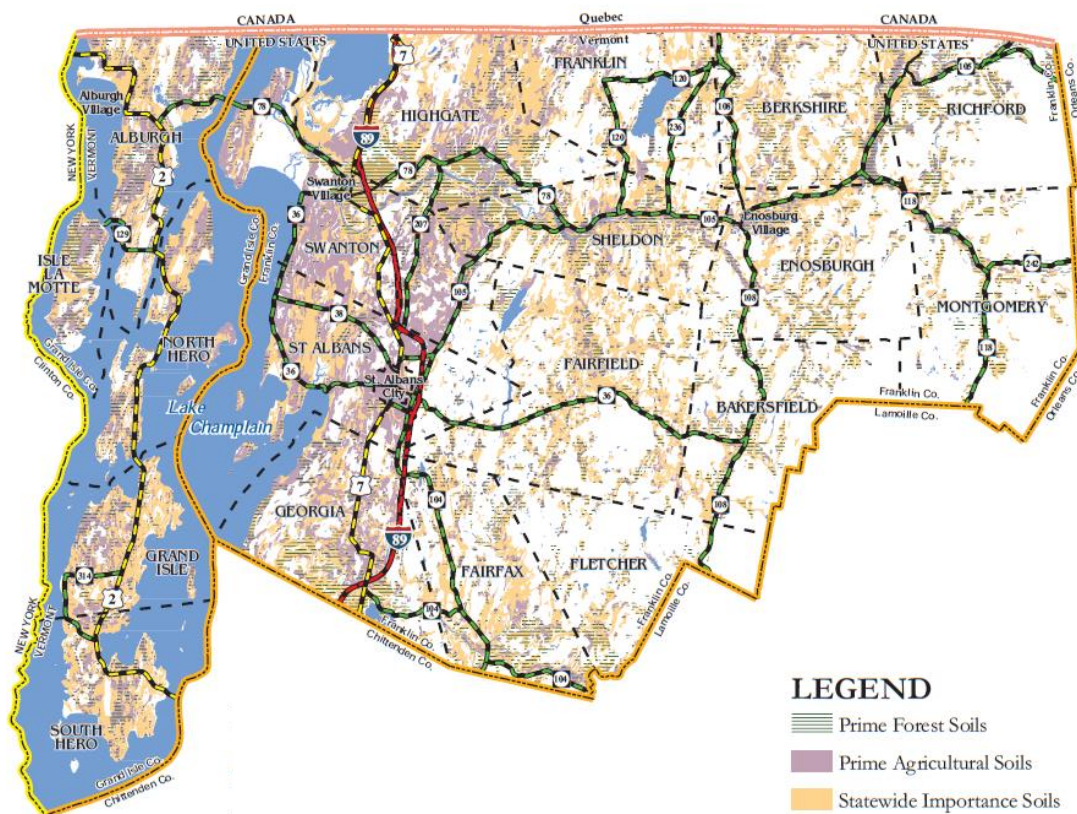 CANADA
Quebec
CANADA
UNITED STATES
Vermont
UNITED STATES
7
FRANKLIN
120
105
Franklin Co.
Orleans Co.
Alburgh Village
78
HIGHGATE
89
108
BERKSHIRE
RICHFORD
ALBURGH
120
236
NEW YORK
VERMONT
2
Swanton
Village
78
78
118
36
207
105
Enosburg
Village
129
SWANTON
SHELDON
Grand Isle Co.
Franklin Co.
ISLE
LA
MOTTE
105
ENOSBURGH
242
108
MONTGOMERY
38
NORTH
HERO
ST ALBANS
118
Grand Isle Co.
Clinton Co.
36
St. Albans
City
FAIRFIELD
36
Franklin Co.
Lamoille Co.
Franklin Co.
Orleans Co.
Lake
Champlain
BAKERSFIELD
7
104
108
GEORGIA
89
GRAND
ISLE
314
2
FAIRFAX
FLETCHER
104
A
Franklin Co.
Lamoille Co.
Franklin Co.
Chittenden Co.
NEW YORK
VERMONT
104
SOUTH
HERO
Grand Isle Co.
Chittenden Co.
LEGEND
Prime Forest Soils
Prime Agricultural Soils
Statewide Importance Soils